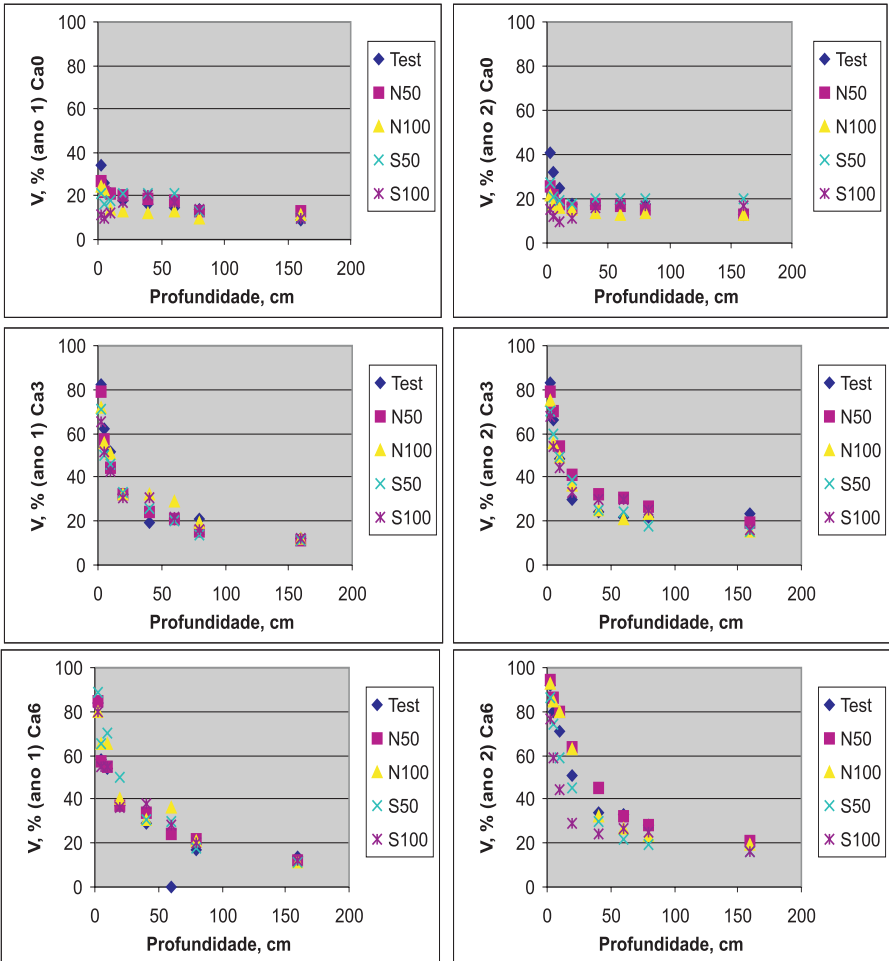 100
80
60
40
20
0
0 50 100 150 200
V, % (ano 1) Ca0
Profundidade, cm
Test
N50
N100
S50
S100
100
80
60
40
20
0
0 50 100 150 200
V, % (ano 2) Ca0
Profundidade, cm
Test
N50
N100
S50
S100
100
80
60
40
20
0
0 50 100 150 200
V, % (ano 1) Ca3
Profundidade, cm
Test
N50
N100
S50
S100
100
80
60
40
20
0
0 50 100 150 200
V, % (ano 2) Ca3
Profundidade, cm
Test
N50
N100
S50
S100
100
80
60
40
20
0
0 50 100 150 200
V, % (ano 1) Ca6
Profundidade, cm
Test
N50
N100
S50
S100
100
80
60
40
20
0
0 50 100 150 200
V, % (ano 2) Ca6
Profundidade, cm
Test
N50
N100
S50
S100